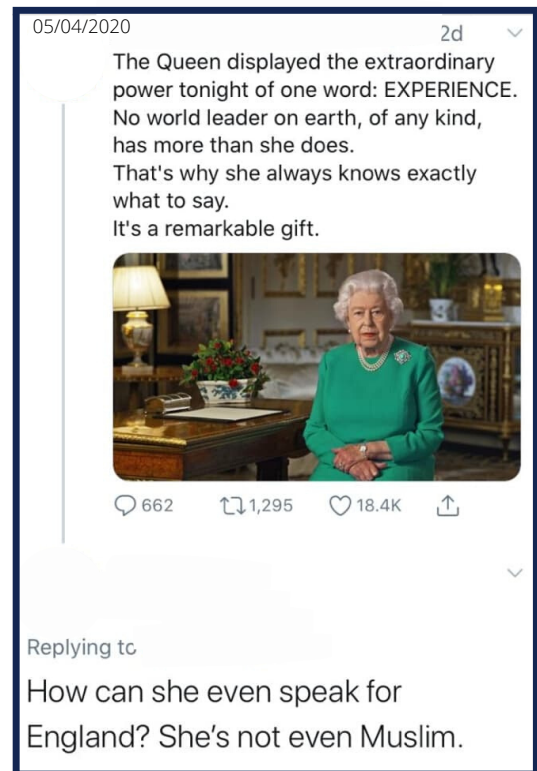 05/04/2020
2d
The Queen displayed the extraordinary
power tonight of one word: EXPERIENCE.
No world leader on earth, of any kind,
has more than she does.
That's why she always knows exactly
what to say.
It's a remarkable gift.
662 1,295 18.4K
Replying to
How can she even speak for
England? She's not even Muslim.